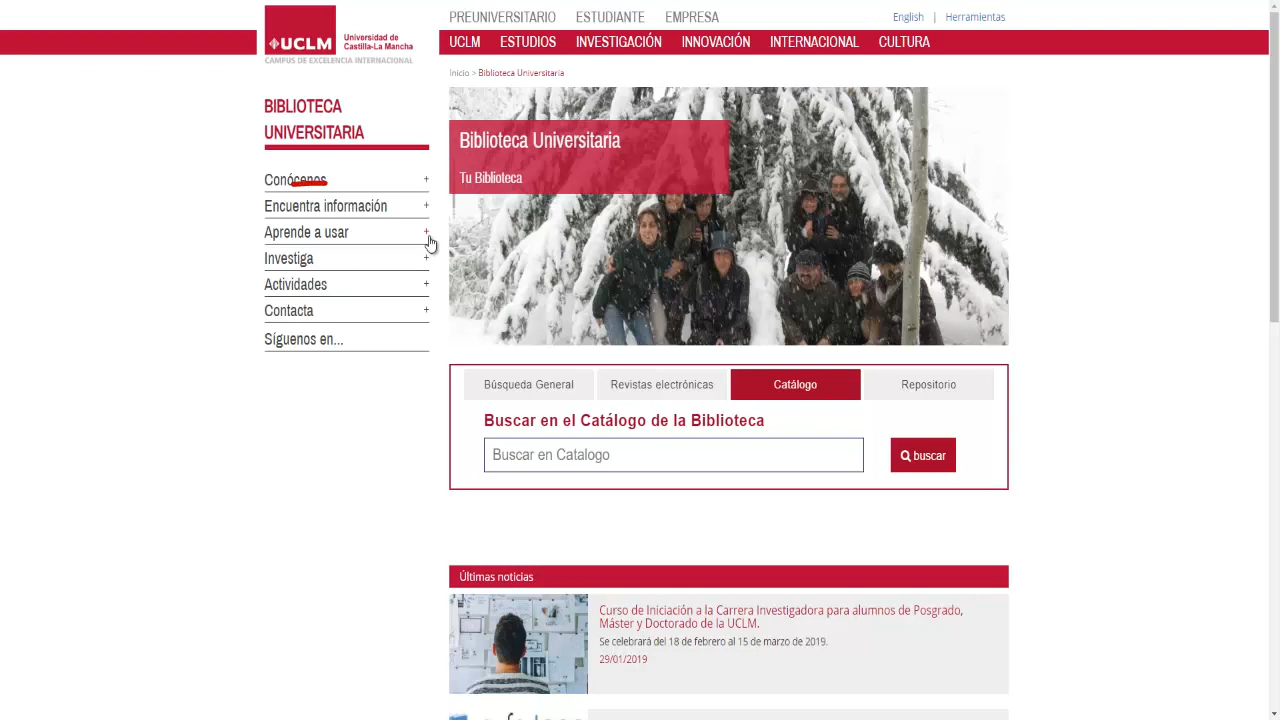 PREUNIVERSITARIO ESTUDIANTE EMPRESA
English | Herramientas
UCLM Universidad de Castilla-La Mancha
CAMPUS DE EXCELENCIA INTERNACIONAL
UCLM ESTUDIOS INVESTIGACIÓN INNOVACIÓN INTERNACIONAL CULTURA
Inicio > Biblioteca Universitaria
BIBLIOTECA
UNIVERSITARIA
Conócenos +
Encuentra información +
Aprende a usar +
Investiga +
Actividades +
Contacta +
Síguenos en...
Biblioteca Universitaria
Tu Biblioteca
Búsqueda General Revistas electrónicas Catálogo Repositorio
Buscar en el Catálogo de la Biblioteca
Buscar en Catalogo buscar
Últimas noticias
Curso de Iniciación a la Carrera Investigadora para alumnos de Posgrado,
Máster y Doctorado de la UCLM.
Se celebrará del 18 de febrero al 15 de marzo de 2019.
29/01/2019